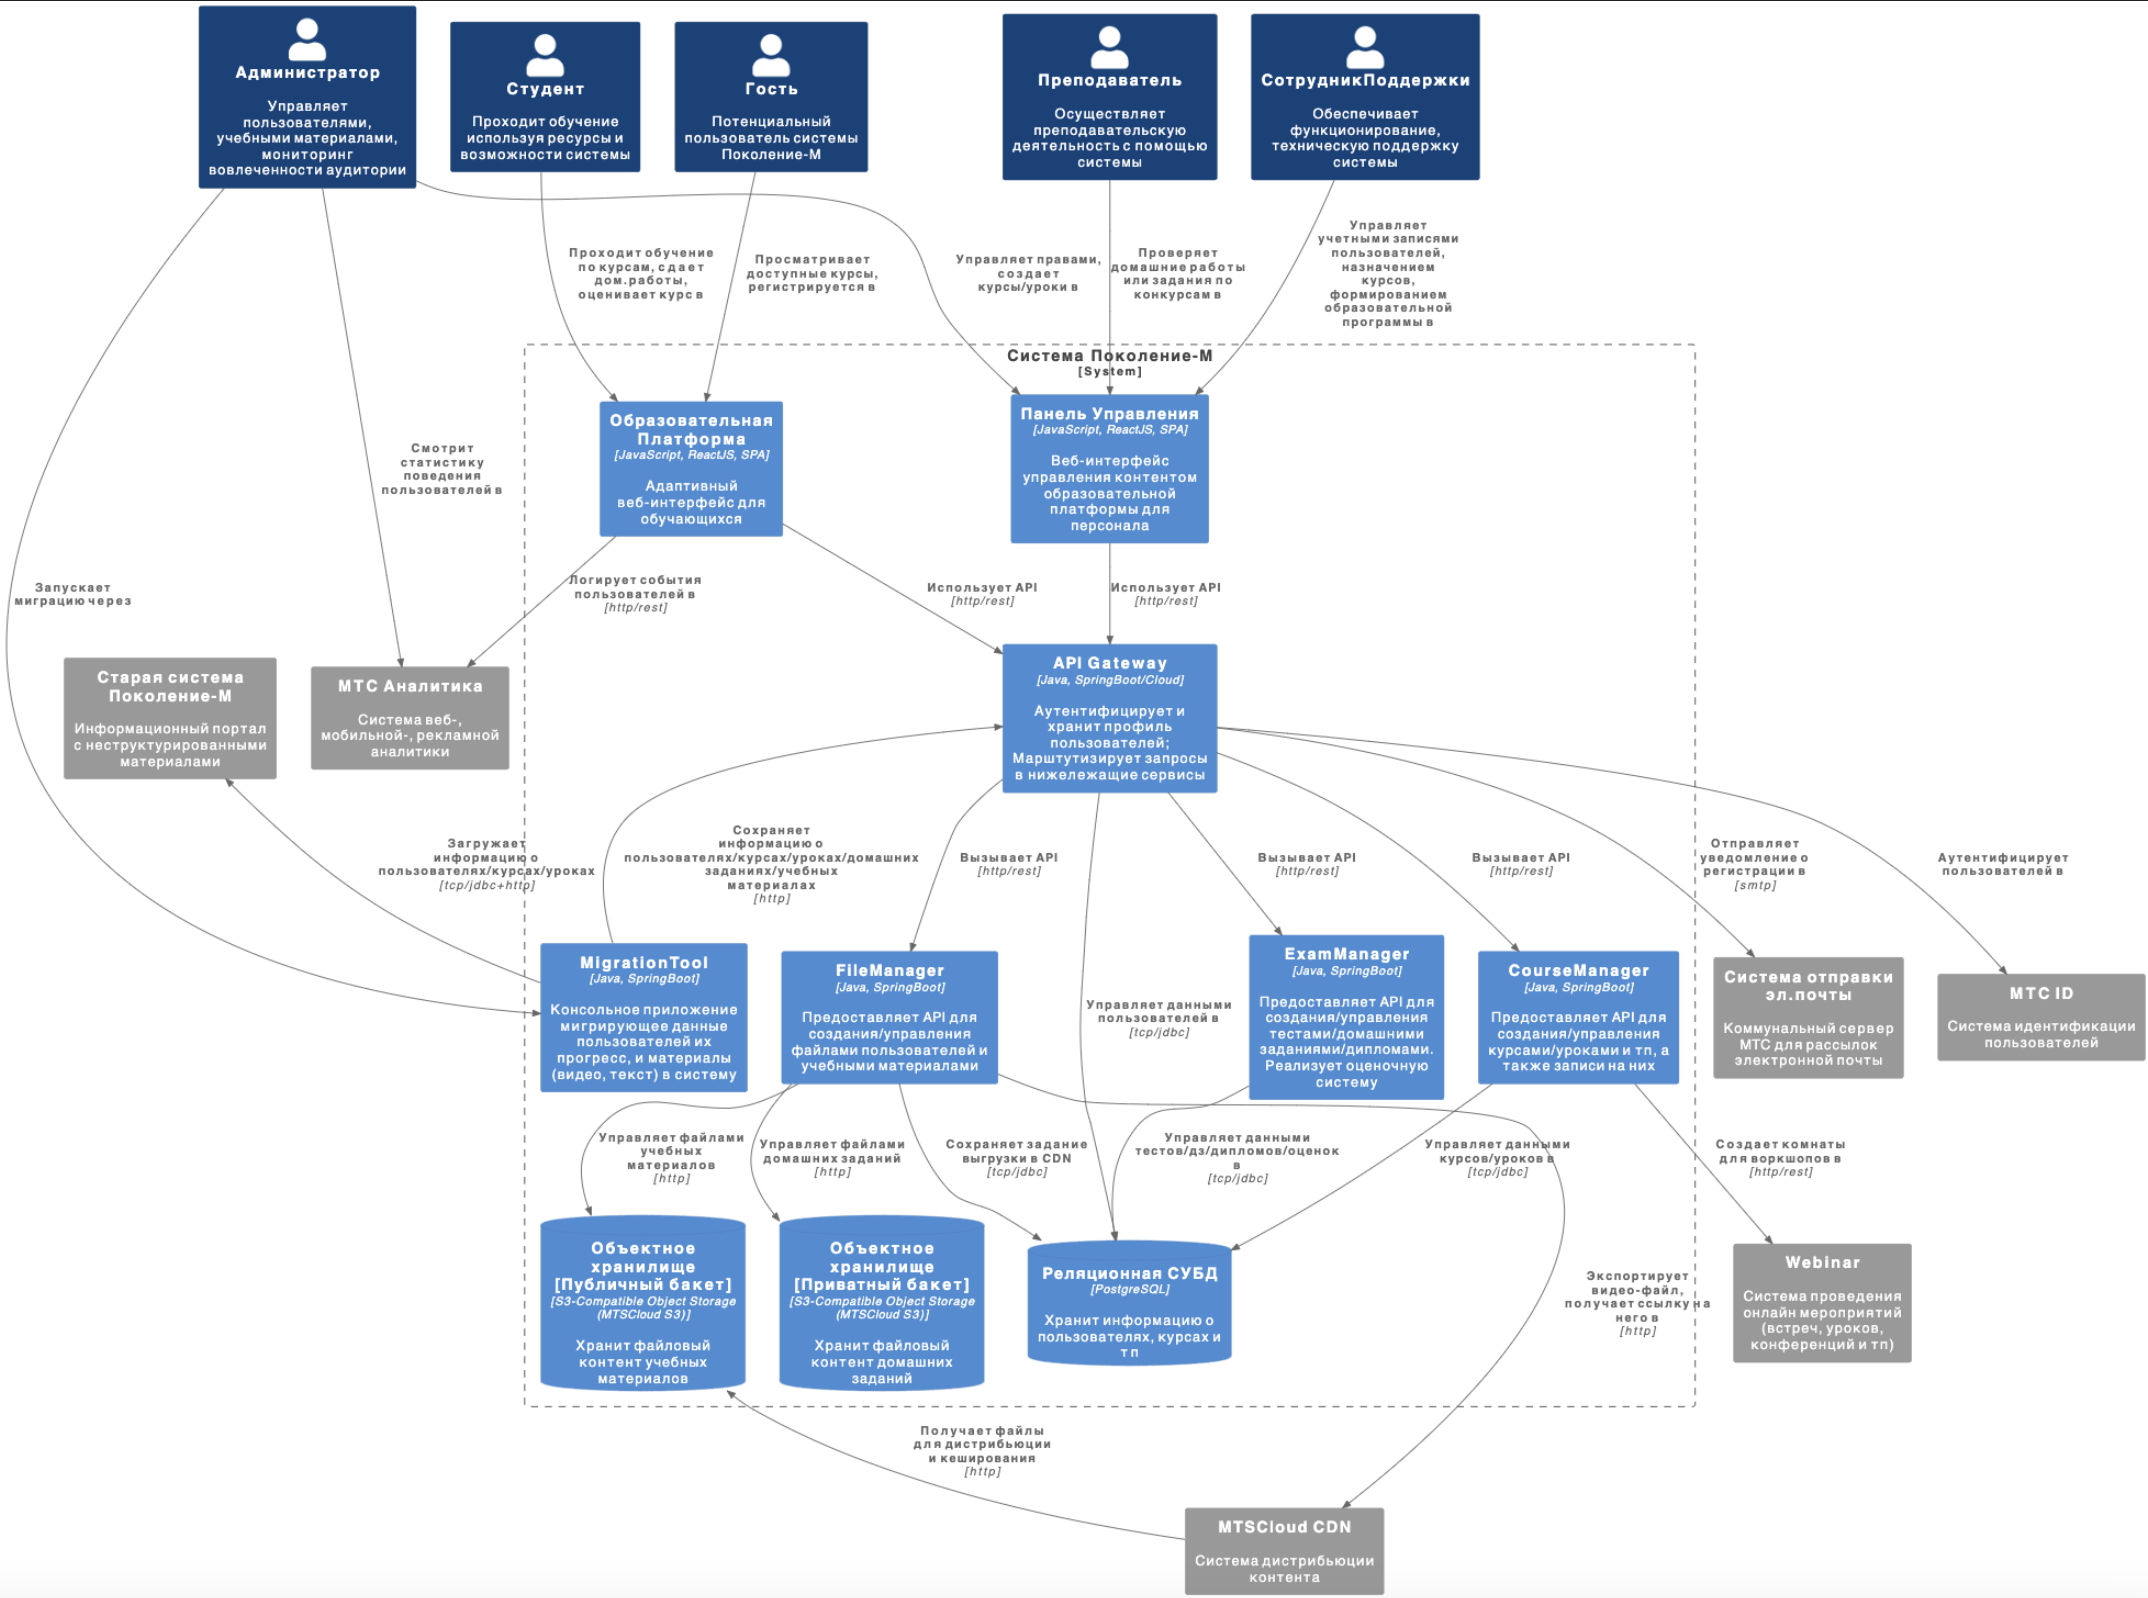 Администратор
Управляет
пользователями,
учебными материалами,
мониторинг
вовлеченности аудитории
Студент
Проходит обучение
используя ресурсы и
возможности системы
Гость
Потенциальный
пользователь системы
Поколение-М
Преподаватель
Осуществляет
преподавательскую
деятельность с помощью
системы
СотрудникПоддержки
Обеспечивает
функционирование,
техническую поддержку
системы
Проходит обучение
по курсам, сдает
дом.работы,
оценивает курс в
Просматривает
доступные курсы,
регистрируется в
Управляет правами,
создает
курсы/уроки в
Проверяет
домашние работы
или задания по
конкурсам в
Управляет
учетными записями
пользователей,
назначением
курсов,
формированием
образовательной
программы в
Система Поколение-М
[System]
Образовательная
Платформа
[JavaScript, ReactJS, SPA]
Адаптивный
веб-интерфейс для
обучающихся
Панель Управления
[JavaScript, ReactJS, SPA]
Веб-интерфейс
управления контентом
образовательной
платформы для
персонала
Смотрит
статистику
поведения
пользователей в
Запускает
миграцию через
Логирует события
пользователей в
[http/rest]
Использует API
[http/rest]
Использует API
[http/rest]
Старая система
Поколение-М
Информационный портал
с неструктурированными
материалами
МТС Аналитика
Система веб-,
мобильной-, рекламной
аналитики
API Gateway
[Java, SpringBoot/Cloud]
Аутентифицирует и
хранит профиль
пользователей;
Марштутизирует запросы
в нижележащие сервисы
Загружает
информацию о
пользователях/курсах/уроках
[tcp/jdbc+http]
Сохраняет
информацию о
пользователях/курсах/уроках/домашних
заданиях/учебных
материалах
[http]
Вызывает API
[http/rest]
Вызывает API
[http/rest]
Вызывает API
[http/rest]
Отправляет
уведомление о
регистрации в
[smtp]
Аутентифицирует
пользователей в
MigrationTool
[Java, SpringBoot]
Консольное приложение
мигрирующее данные
пользователей их
прогресс, и материалы
(видео, текст) в систему
FileManager
[Java, SpringBoot]
Предоставляет API для
создания/управления
файлами пользователей и
учебными материалами
Управляет данными
пользователей в
[tcp/jdbc]
ExamManager
[Java, SpringBoot]
Предоставляет API для
создания/управления
тестами/домашними
заданиями/дипломами.
Реализует оценочную
систему
CourseManager
[Java, SpringBoot]
Предоставляет API для
создания/управления
курсами/уроками и тп, а
также записи на них
Система отправки
эл.почты
Коммунальный сервер
МТС для рассылок
электронной почты
МТС ID
Система идентификации
пользователей
Управляет файлами
учебных
материалов
[http]
Управляет файлами
домашних заданий
[http]
Сохраняет задание
выгрузки в CDN
[tcp/jdbc]
Управляет данными
тестов/дз/дипломов/оценок
в
[tcp/jdbc]
Управляет данными
курсов/уроков в
[tcp/jdbc]
Создает комнаты
для воркшопов в
[http/rest]
Объектное
хранилище
[Публичный бакет]
[S3-Compatible Object Storage
(MTSCloud S3)]
Хранит файловый
контент учебных
материалов
Объектное
хранилище
[Приватный бакет]
[S3-Compatible Object Storage
(MTSCloud S3)]
Хранит файловый
контент домашних
заданий
Реляционная СУБД
[PostgreSQL]
Хранит информацию о
пользователях, курсах и
тп
Экспортирует
видео-файл,
получает ссылку на
него в
[http]
Webinar
Система проведения
онлайн мероприятий
(встреч, уроков,
конференций и тп)
Получает файлы
для дистрибьюции
и кеширования
[http]
MTSCloud CDN
Система дистрибьюции
контента